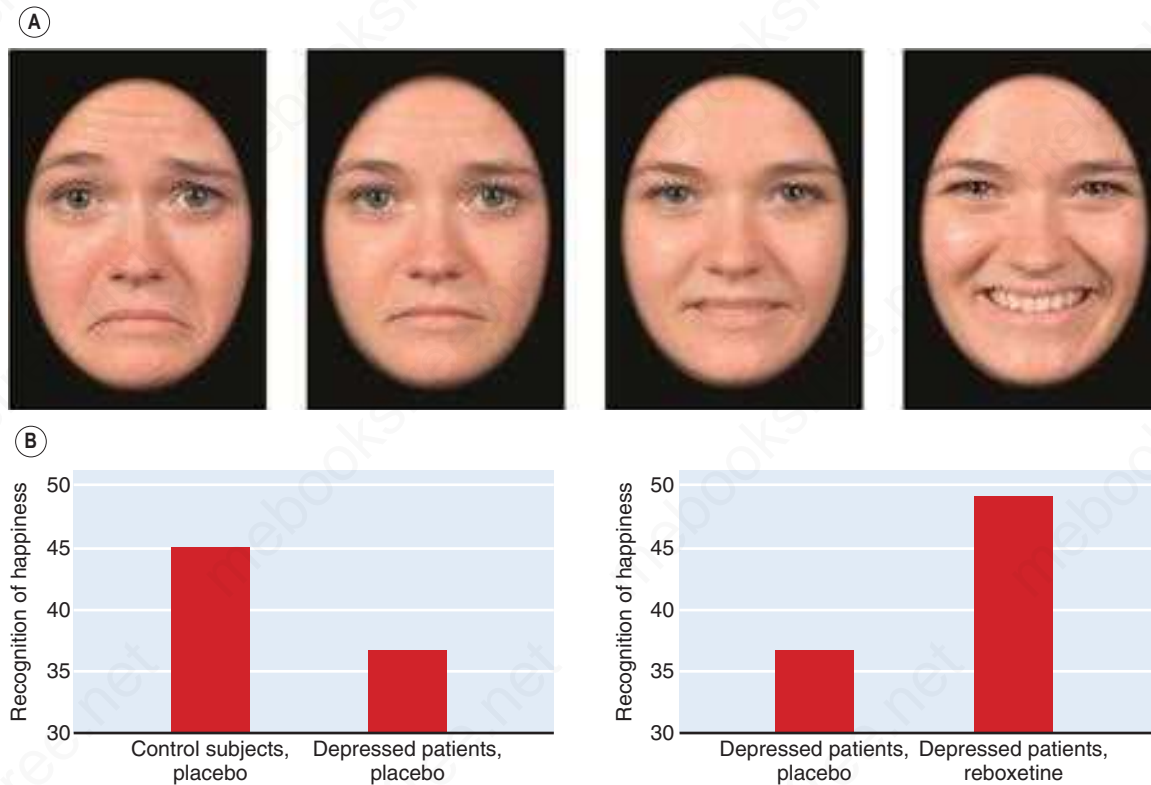 A
B
Recognition of happiness
50
45
40
35
30
Control subjects,
placebo
Depressed patients,
placebo
Recognition of happiness
50
45
40
35
30
Depressed patients,
placebo
Depressed patients,
reboxetine